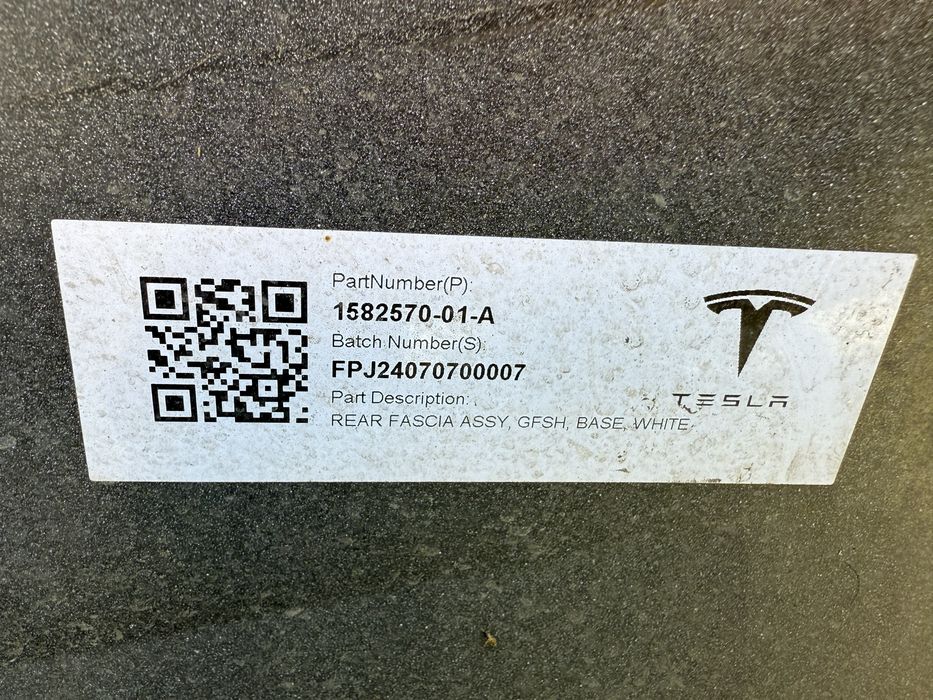 PartNumber(P):
1582570-01-A
Batch Number(S):
FPJ24070700007
Part Description:
REAR FASCIA ASSY, GFSH, BASE, WHITE
TESLA